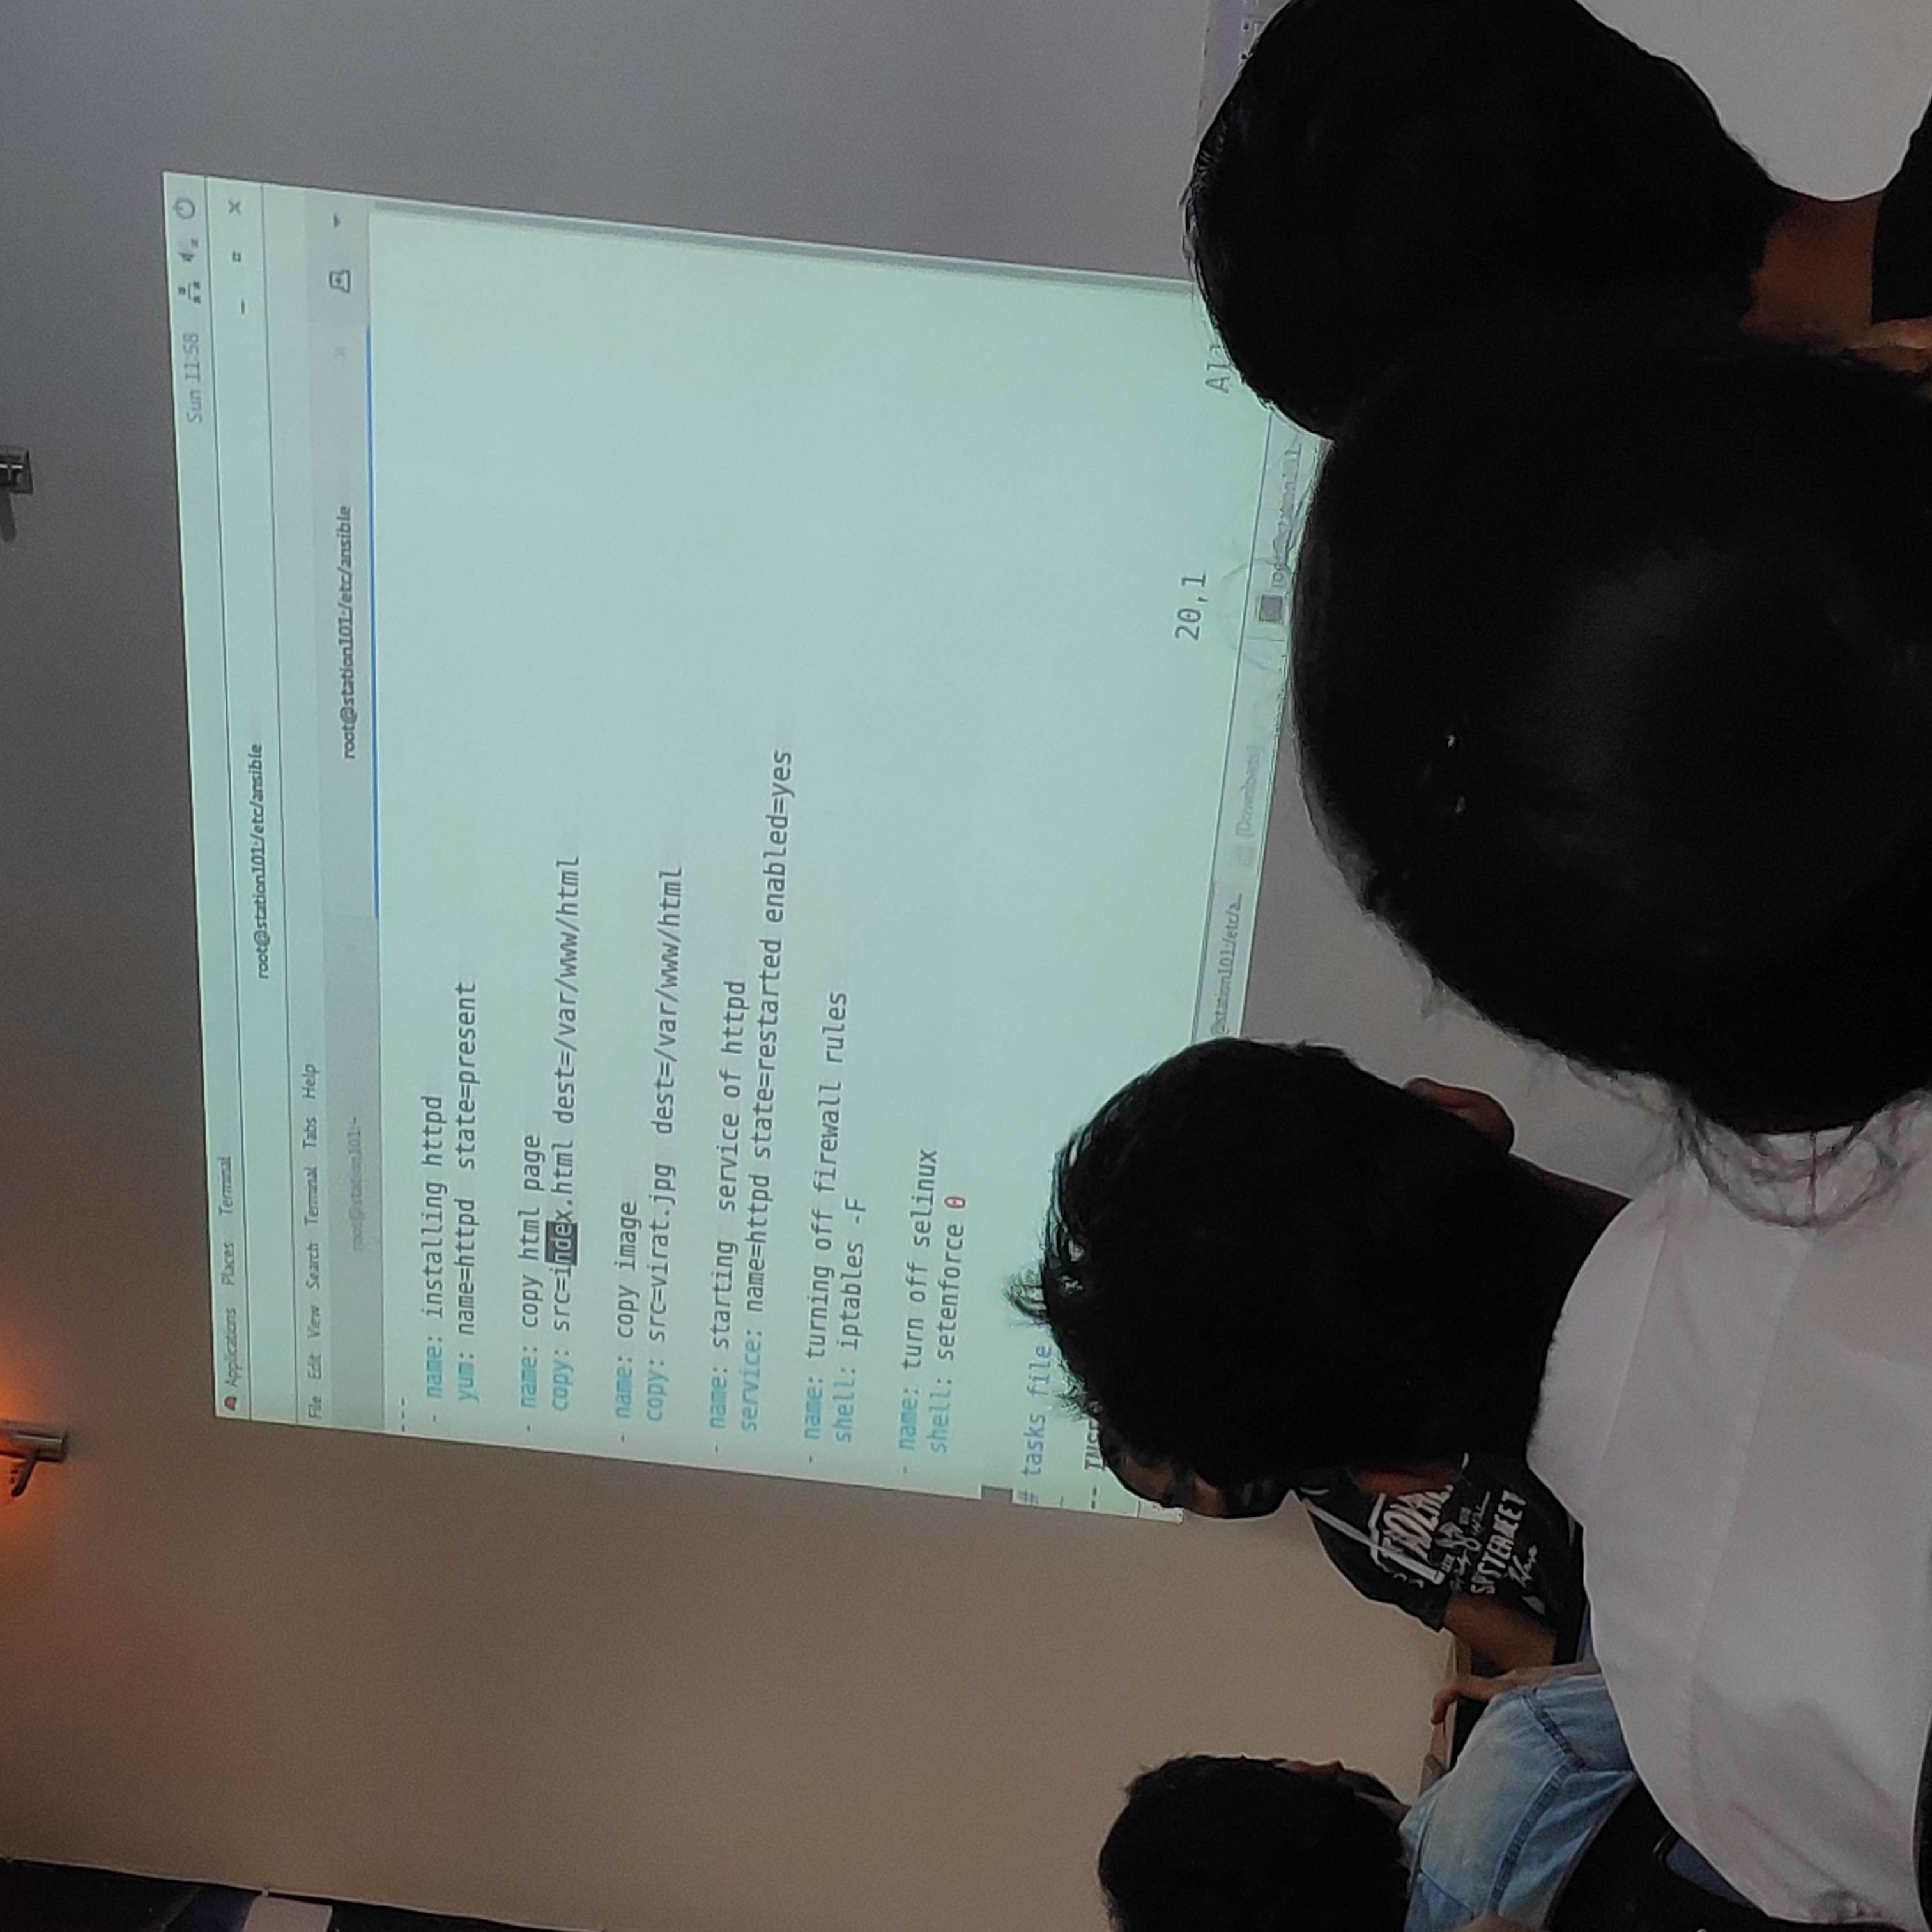 Applications Places Terminal Sun 11:58
root@station101:/etc/ansible
File Edit View Search Terminal Tabs Help
root@station101:~ root@station101:/etc/ansible
---
- name: installing httpd
yum: name=httpd  state=present
- name: copy html page
copy: src=index.html dest=/var/www/html
- name: copy image
copy: src=virat.jpg  dest=/var/www/html
- name: starting  service of httpd
service: name=httpd state=restarted enabled=yes
- name: turning off firewall rules
shell: iptables -F
- name: turn off selinux
shell: setenforce 0
# tasks file
--
20,1
@station101:/etc/a... [Downloads]